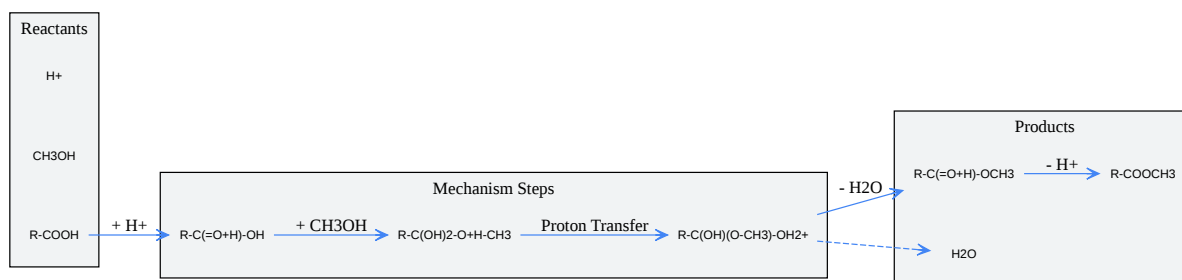 Reactants
H+
CH3OH
R-COOH
+ H+
Mechanism Steps
R-C(=O+H)-OH
+ CH3OH
R-C(OH)2-O+H-CH3
Proton Transfer
R-C(OH)(O-CH3)-OH2+
- H2O
Products
R-C(=O+H)-OCH3
- H+
R-COOCH3
H2O